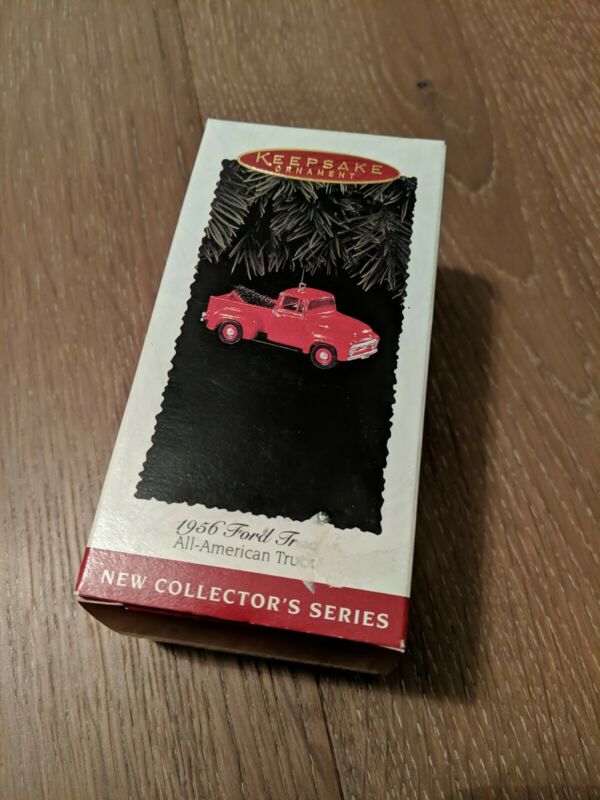 KEEPSAKE
ORNAMENT
1956 Ford
All-American
NEW COLLECTOR'S SERIES